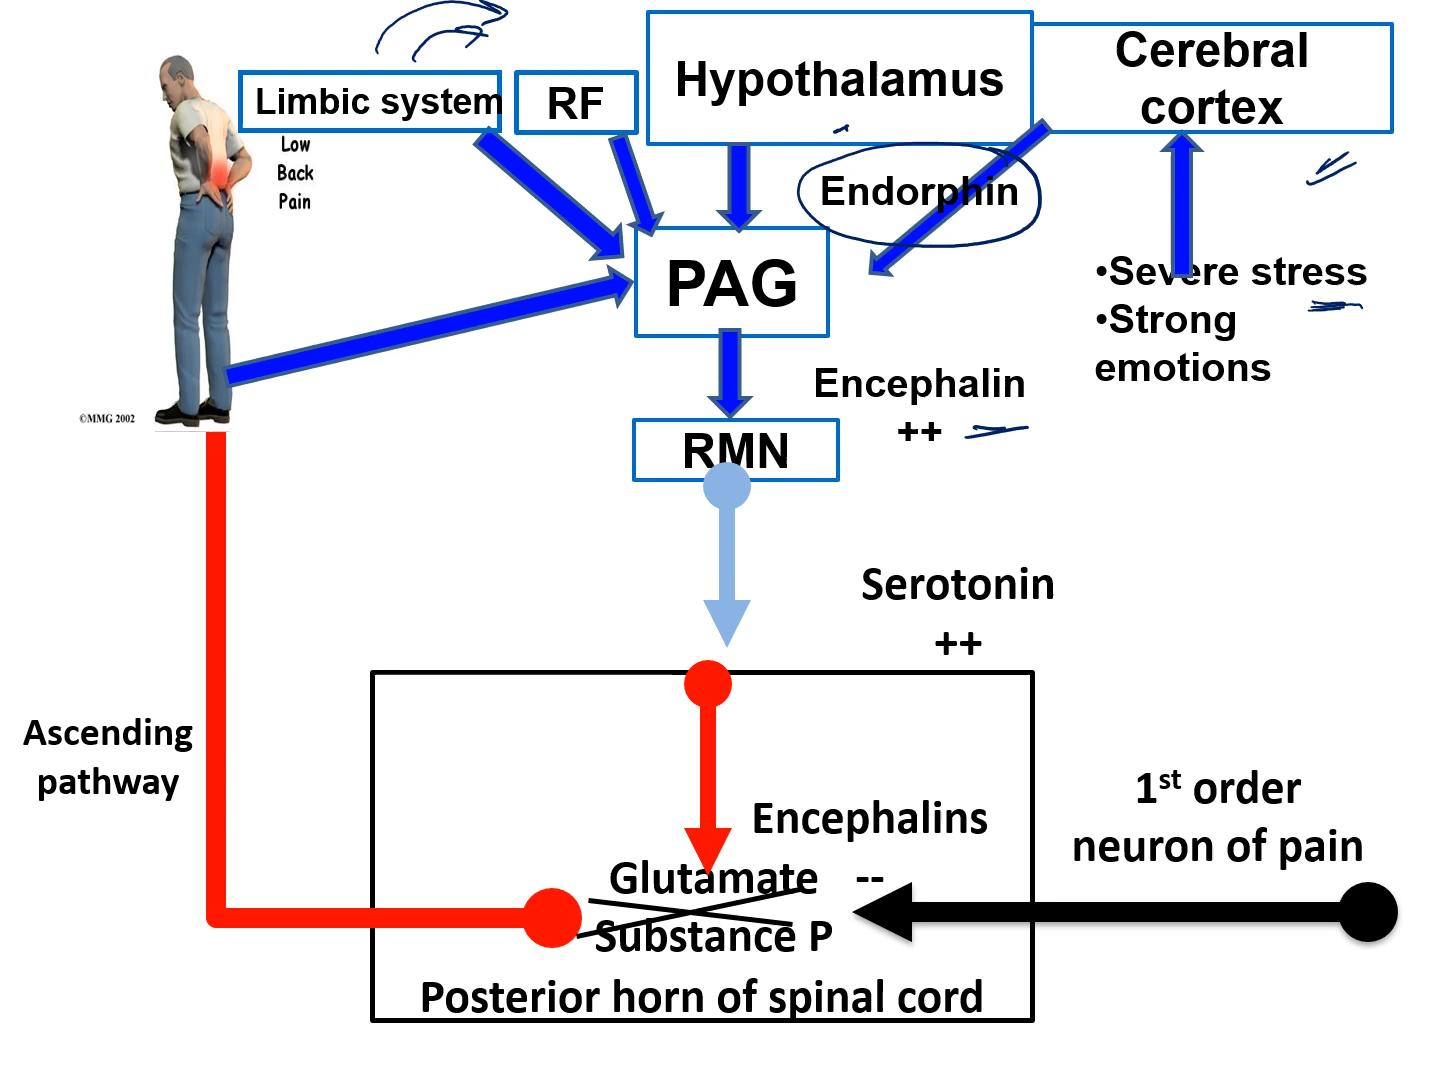 Limbic system
RF
Hypothalamus
Cerebral
cortex
Low
Back
Pain
Endorphin
PAG
•Severe stress
•Strong
emotions
Encephalin
++
©MMG 2002
RMN
Serotonin
++
Ascending
pathway
1st order
neuron of pain
Encephalins
Glutamate --
Substance P
Posterior horn of spinal cord